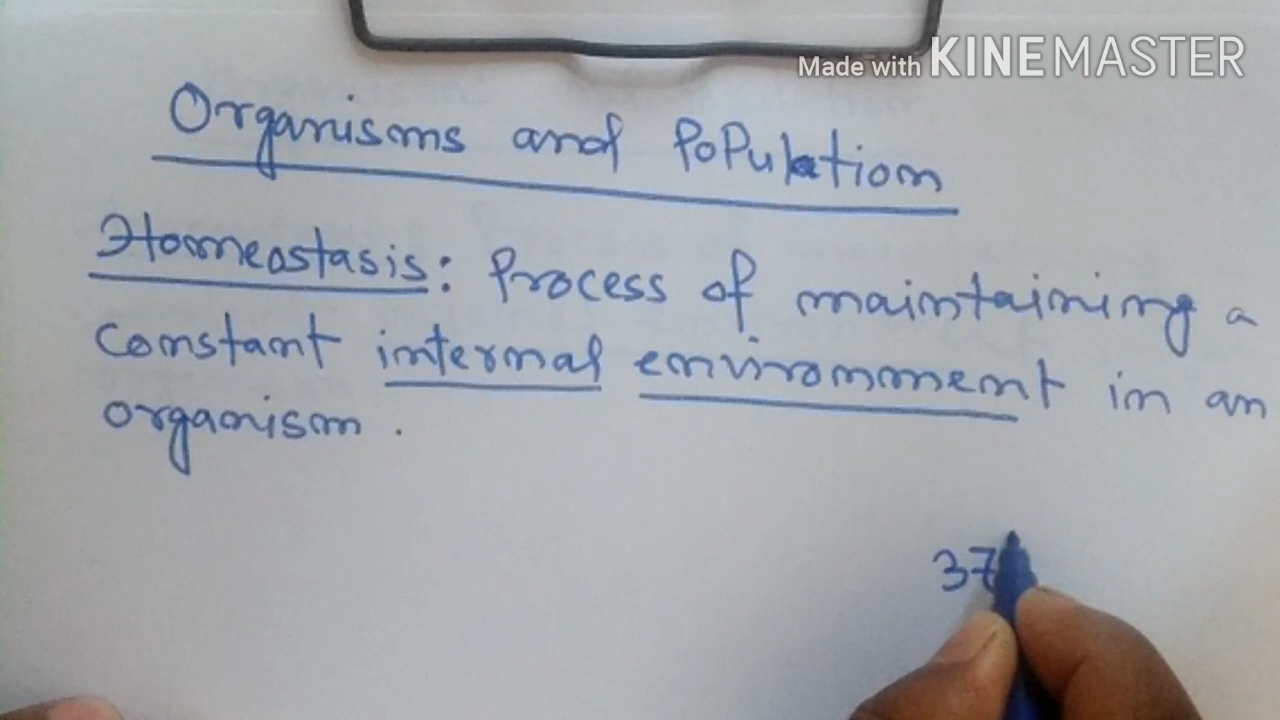 Made with KINEMASTER
Organisms and Population
Homeostasis: Process of maintaining a
constant internal environment in an
organism.
37